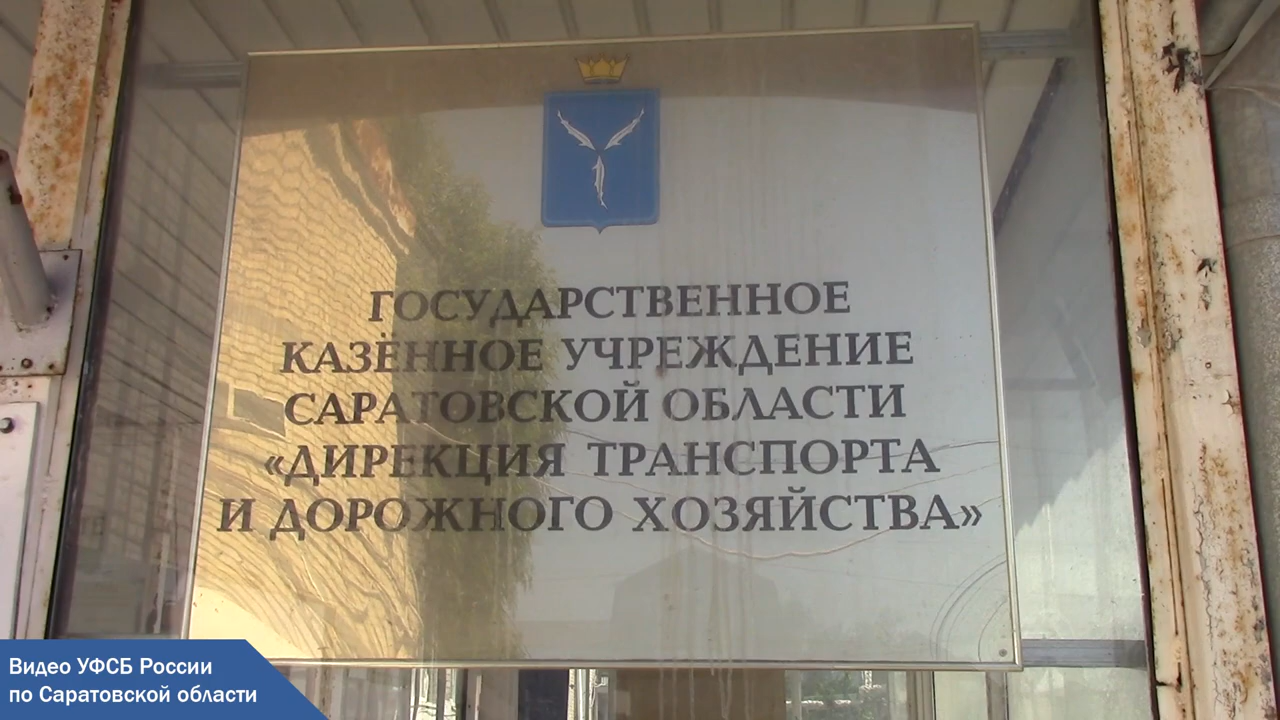 ГОСУДАРСТВЕННОЕ
КАЗЁННОЕ УЧРЕЖДЕНИЕ
САРАТОВСКОЙ ОБЛАСТИ
«ДИРЕКЦИЯ ТРАНСПОРТА
И ДОРОЖНОГО ХОЗЯЙСТВА»
Видео УФСБ России
по Саратовской области